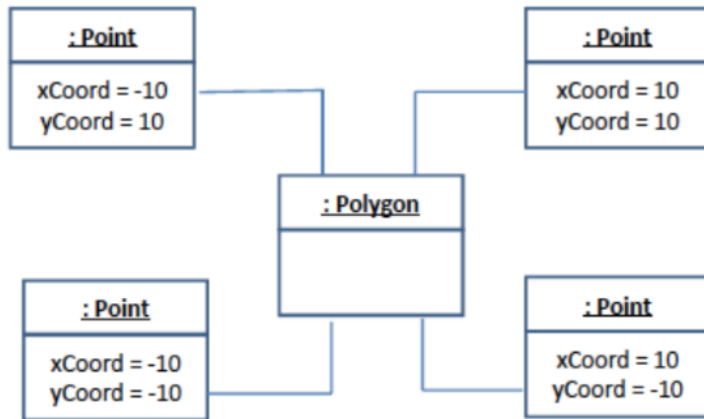 : Point
xCoord = -10
yCoord = 10
: Point
xCoord = 10
yCoord = 10
: Polygon
: Point
xCoord = -10
yCoord = -10
: Point
xCoord = 10
yCoord = -10